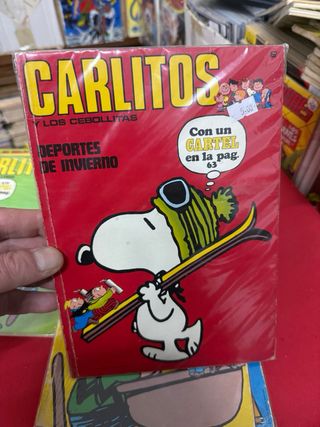 CARLITOS
Y LOS CEBOLLITAS
DEPORTES
DE INVIERNO
Con un
CARTEL
en la pag.
63